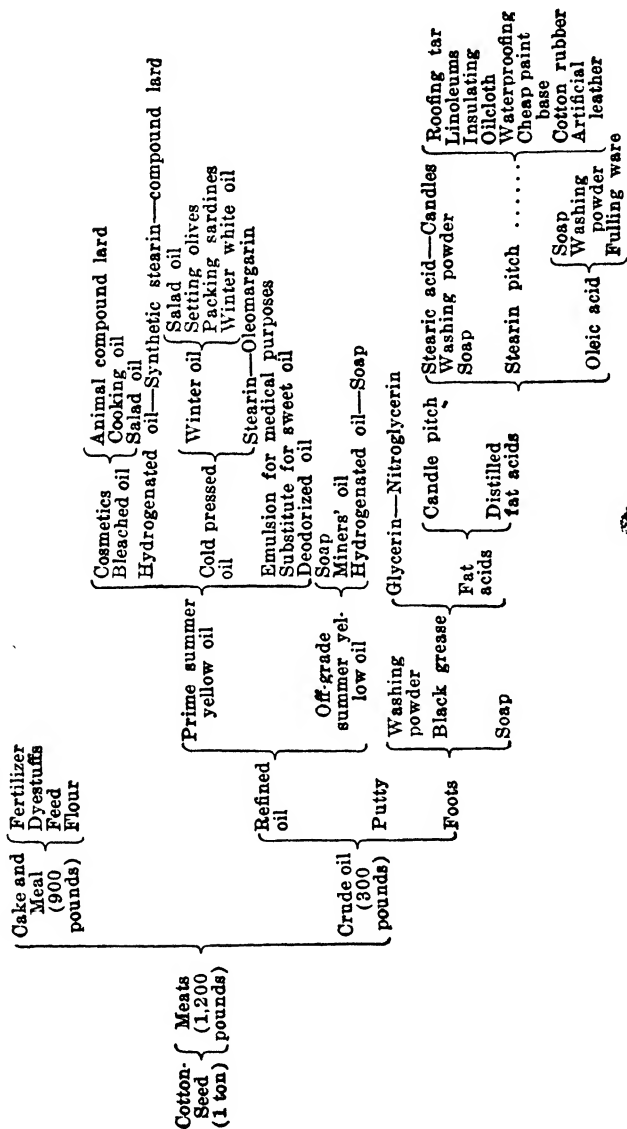 Cotton-
Seed
(1 ton)
Meats
(1,200
pounds)
Cake and
Meal
(900
pounds)
Fertilizer
Dyestuffs
Feed
Flour
Crude oil
(300
pounds)
Refined
oil
Prime summer
yellow oil
Cosmetics
Bleached oil
Animal compound lard
Cooking oil
Salad oil
Hydrogenated oil—Synthetic stearin—compound lard
Cold pressed
oil
Winter oil
Salad oil
Setting olives
Packing sardines
Winter white oil
Stearin—Oleomargarin
Emulsion for medical purposes
Substitute for sweet oil
Deodorized oil
Off-grade
summer yel-
low oil
Soap
Miners' oil
Hydrogenated oil—Soap
Putty
Foots
Washing
powder
Black grease
Glycerin—Nitroglycerin
Fat
acids
Candle pitch
Distilled
fat acids
Stearic acid—Candles
Washing powder
Soap
Stearin pitch ......
Roofing tar
Linoleums
Insulating
Oilcloth
Waterproofing
Cheap paint
base
Cotton rubber
Artificial
leather
Oleic acid
Soap
Washing
powder
Fulling ware
Soap